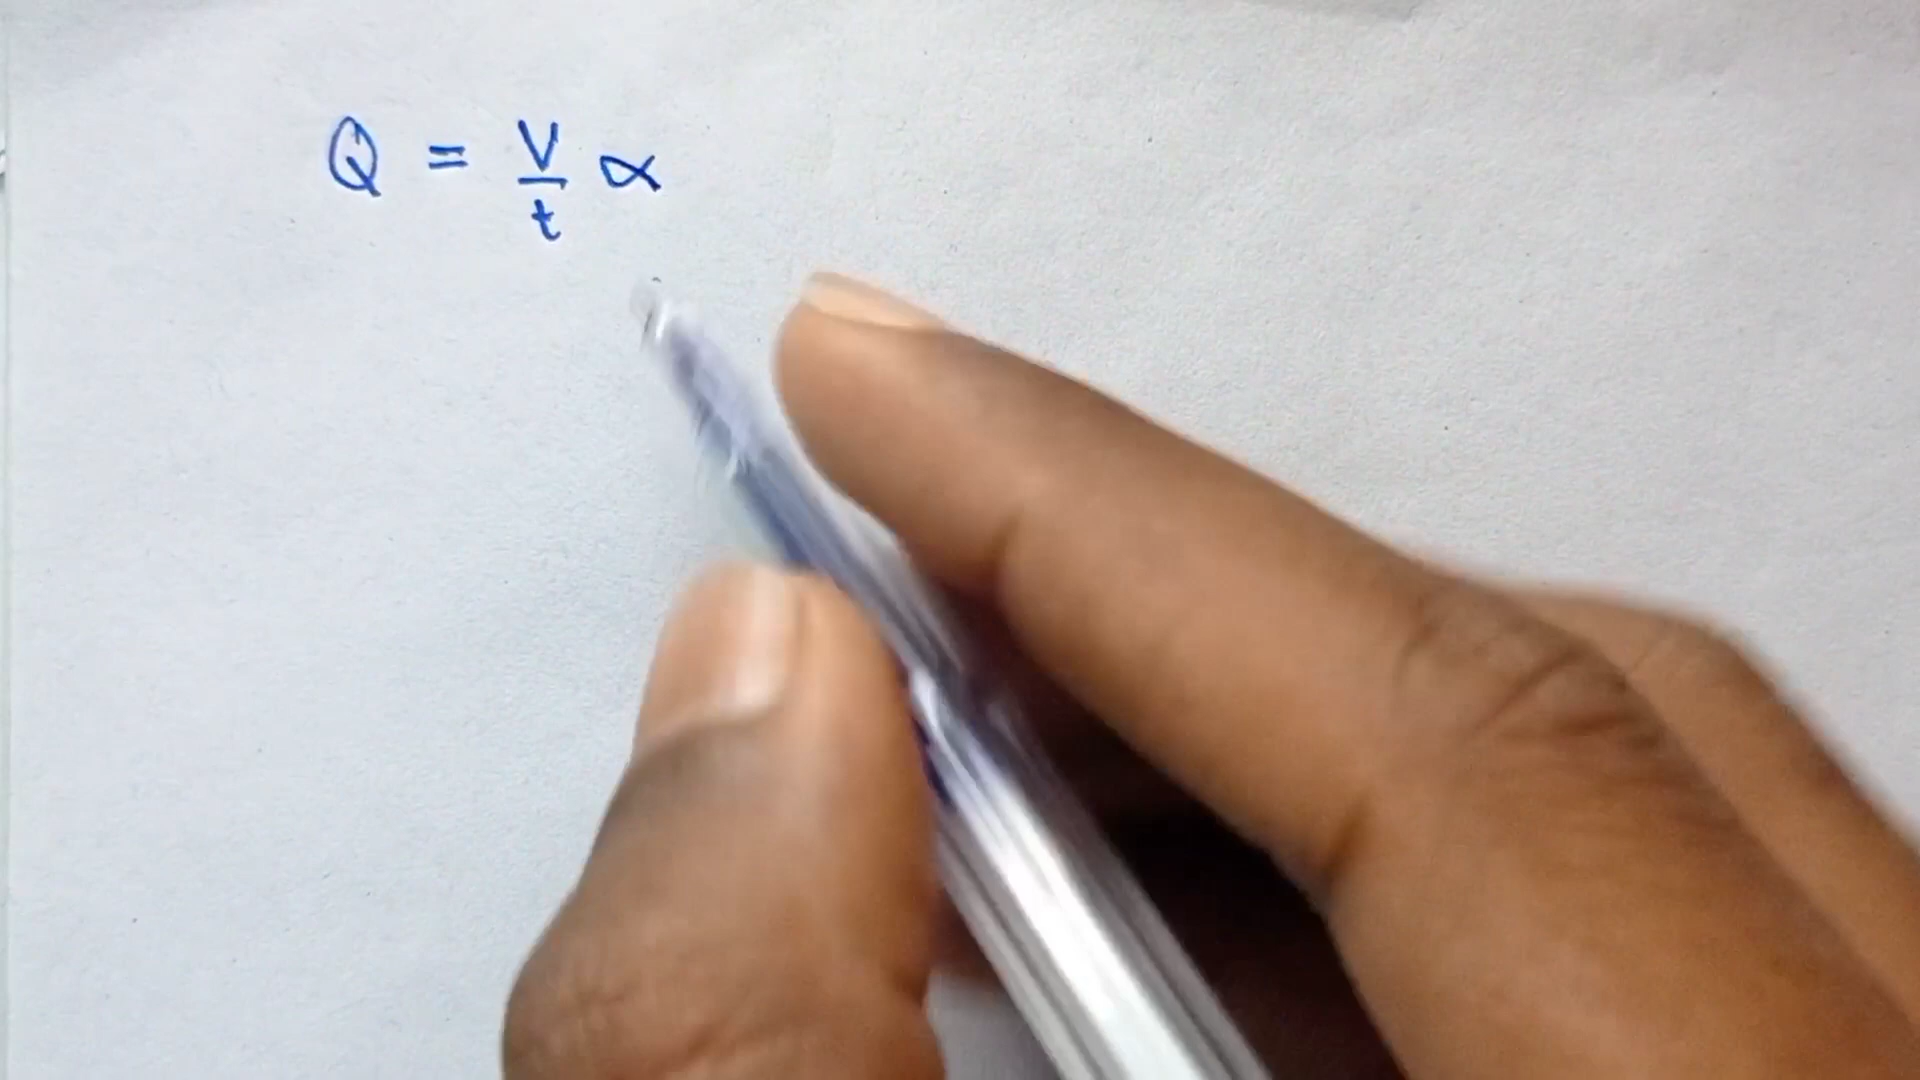 Q = V/t ∝